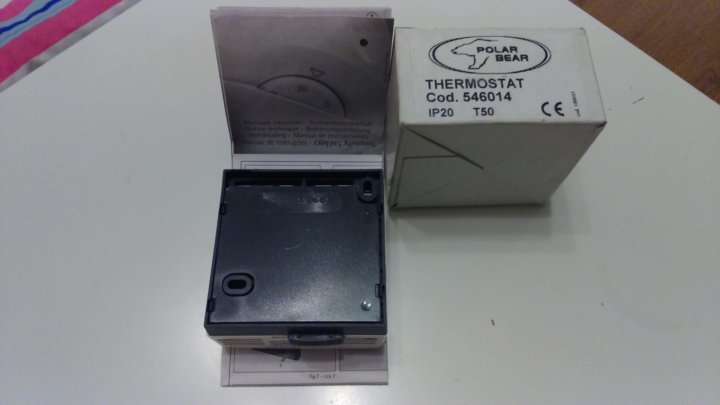 POLAR
BEAR
THERMOSTAT
Cod. 546014
IP20 T50
CE
20
Manuale istruzioni - Instructions manual
Notice technique - Bedienungsanleitung
Handleiding - Manual de instrucciones
Manual de instruções - Οδηγίες Χρήσεως